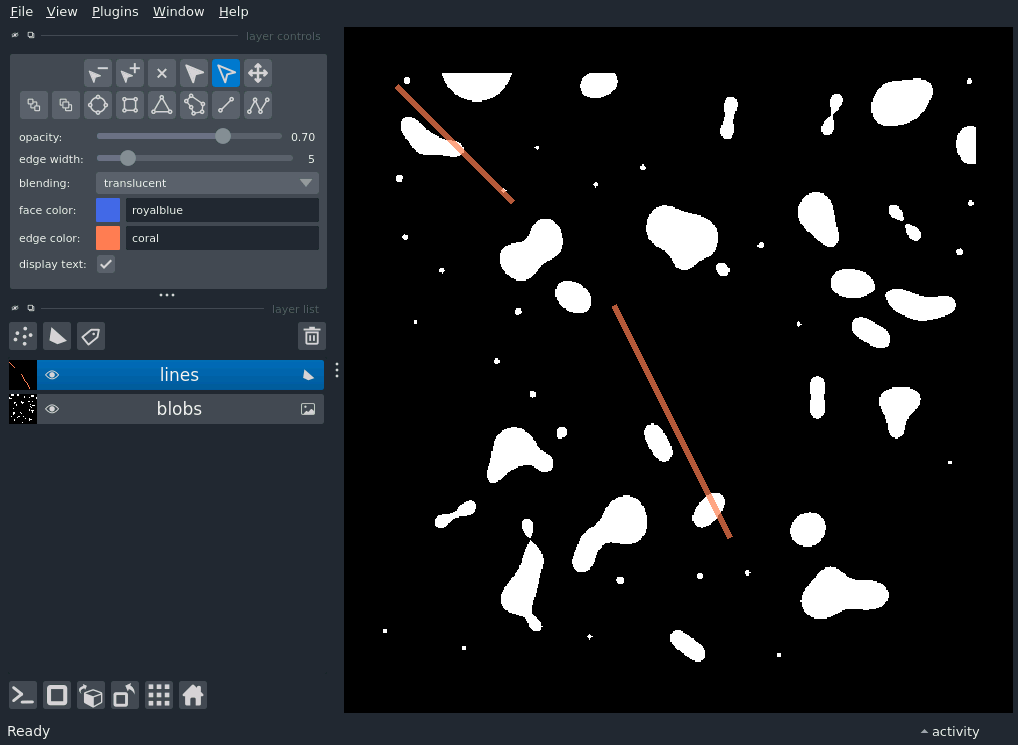 File View Plugins Window Help
layer controls
opacity: 0.70
edge width: 5
blending: translucent
face color: royalblue
edge color: coral
display text:
layer list
lines
blobs
Ready
activity